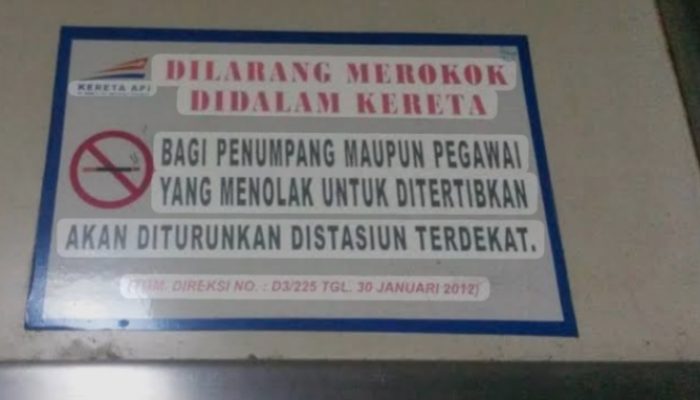 KERETA API
DILARANG MEROKOK
DIDALAM KERETA
BAGI PENUMPANG MAUPUN PEGAWAI
YANG MENOLAK UNTUK DITERTIBKAN
AKAN DITURUNKAN DISTASIUN TERDEKAT.
DIREKSI NO. : D3/225 TGL. 30 JANUARI 2012)